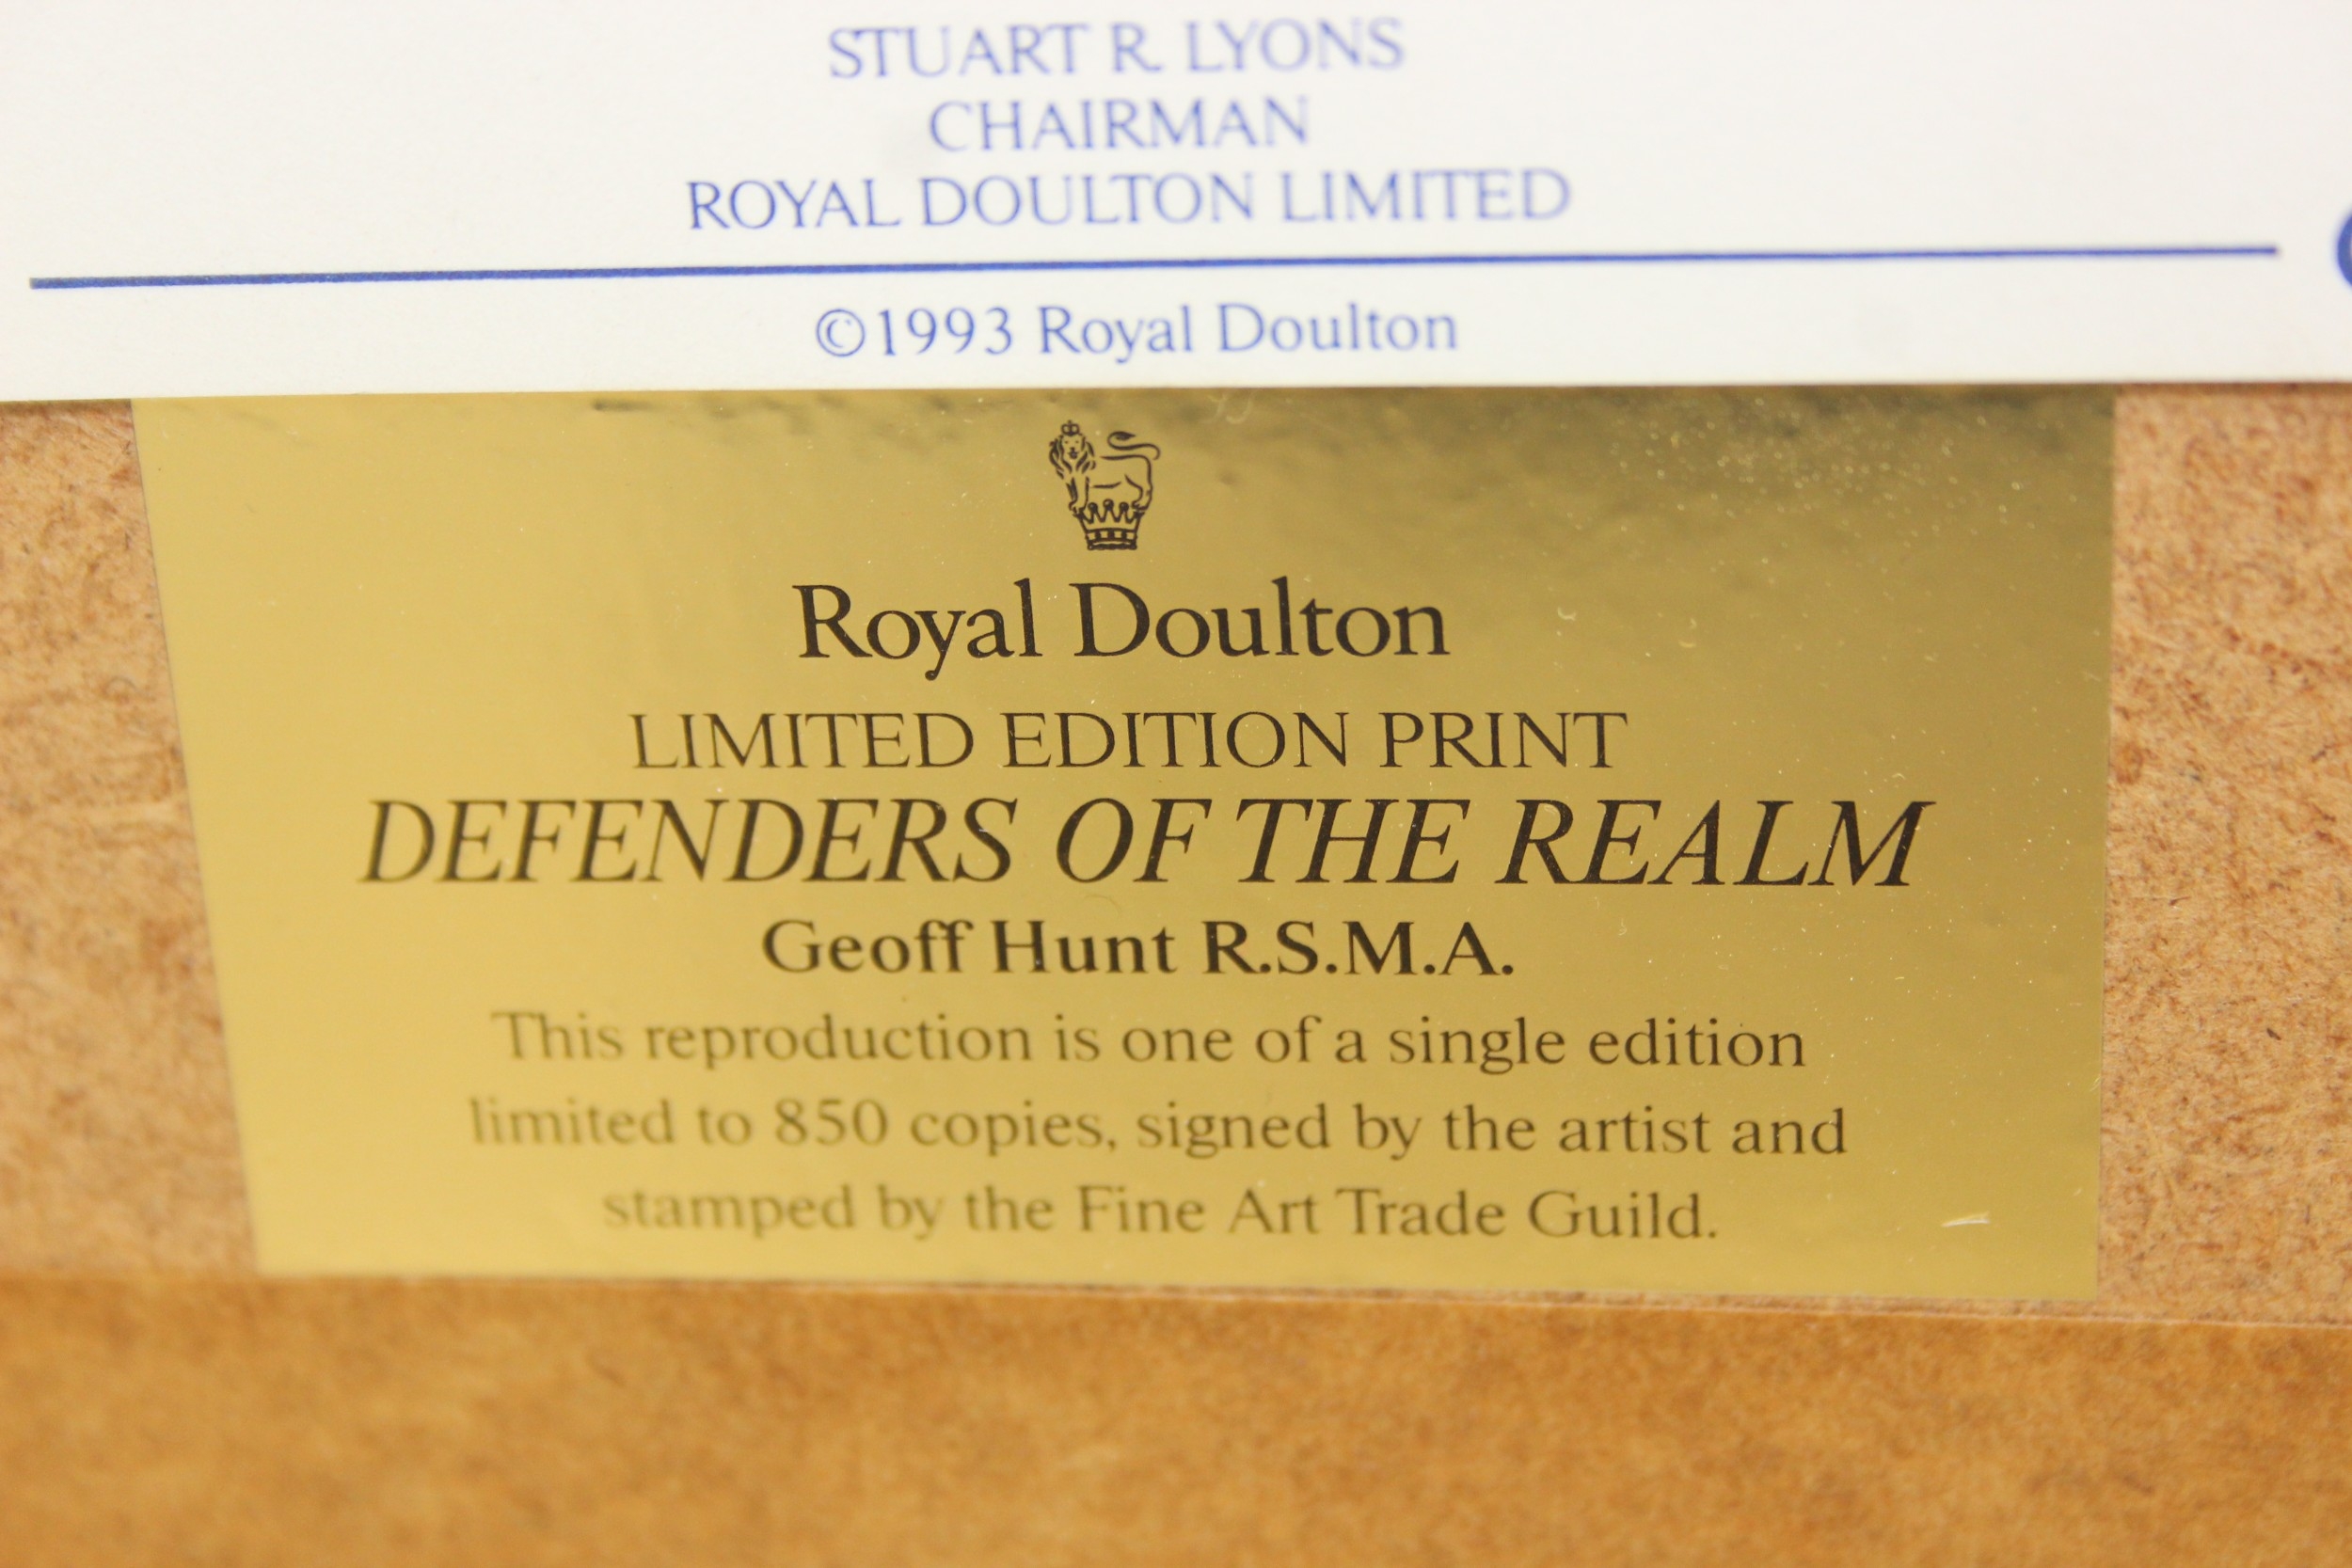 STUART R. LYONS
CHAIRMAN
ROYAL DOULTON LIMITED
©1993 Royal Doulton
Royal Doulton
LIMITED EDITION PRINT
DEFENDERS OF THE REALM
Geoff Hunt R.S.M.A.
This reproduction is one of a single edition
limited to 850 copies, signed by the artist and
stamped by the Fine Art Trade Guild.